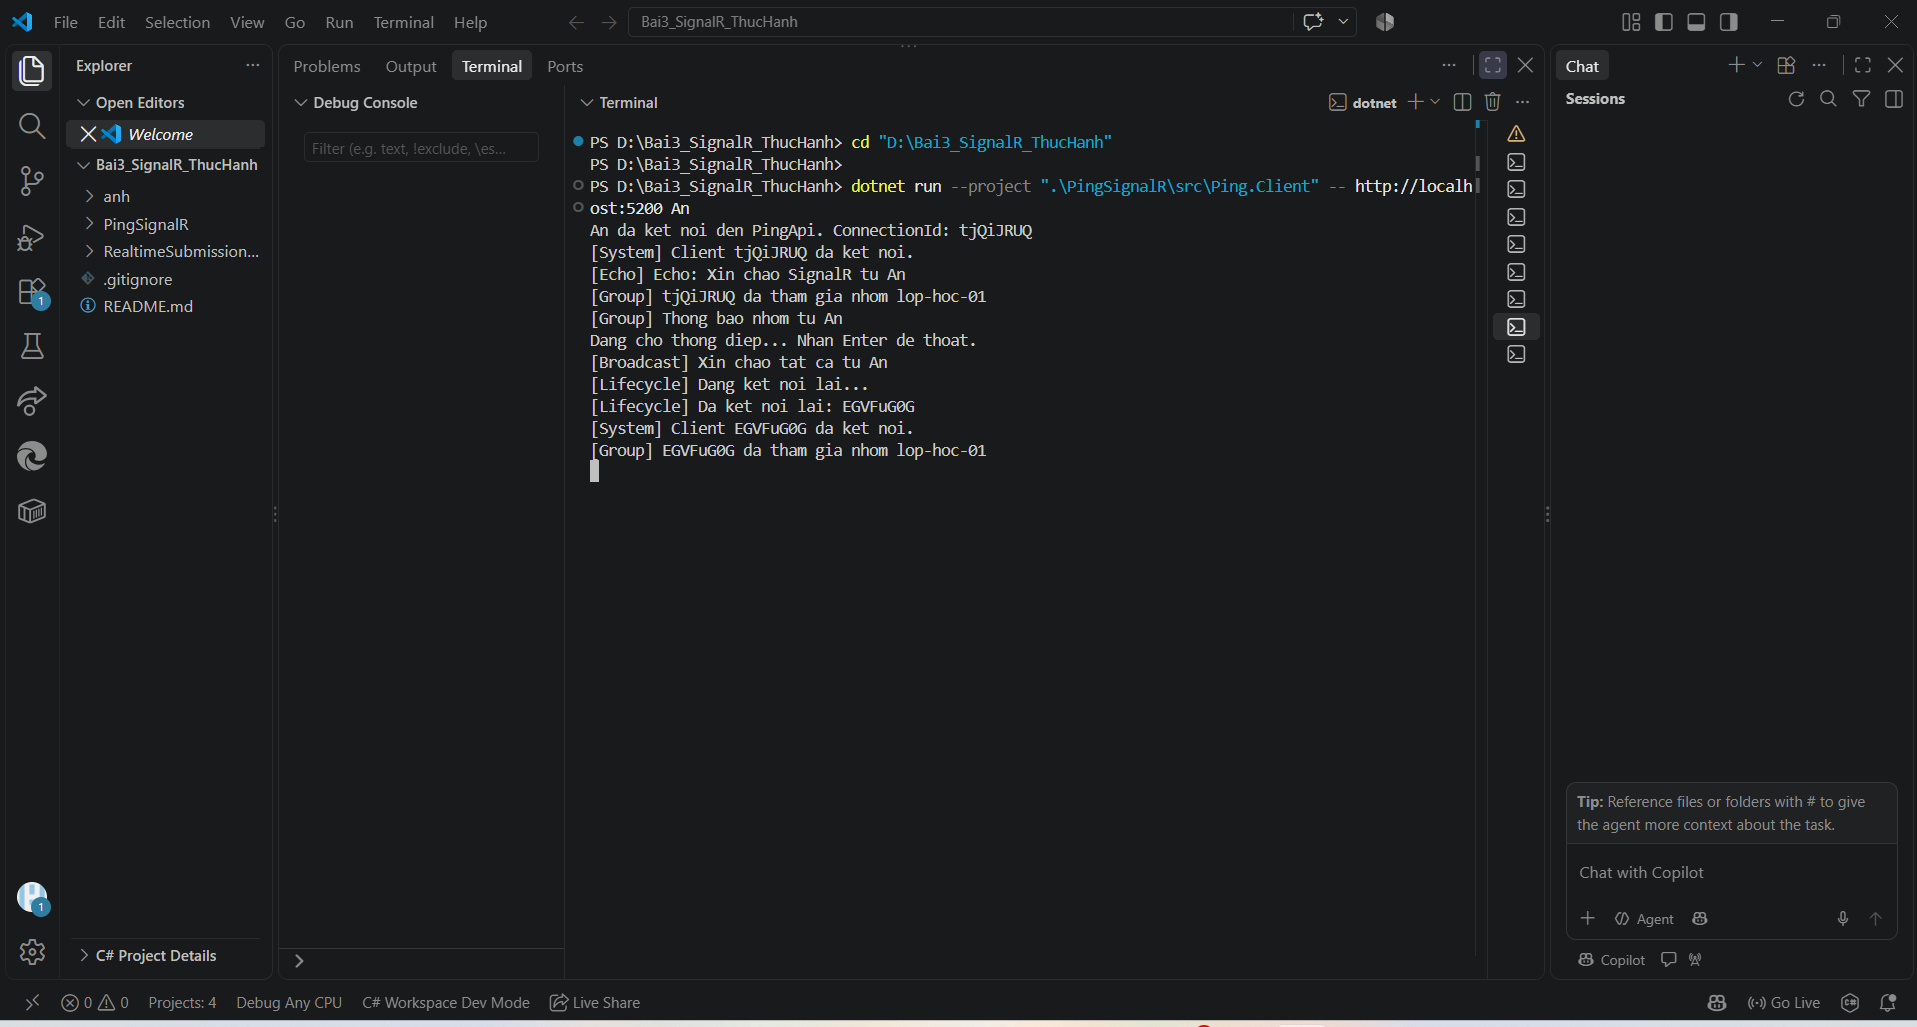 File Edit Selection View Go Run Terminal Help
Bai3_SignalR_ThucHanh
Explorer
Open Editors
Welcome
Bai3_SignalR_ThucHanh
anh
PingSignalR
RealtimeSubmission...
.gitignore
README.md
C# Project Details
1
1
Problems Output Terminal Ports
Debug Console
Filter (e.g. text, !exclude, \es...
Terminal
dotnet
PS D:\Bai3_SignalR_ThucHanh> cd "D:\Bai3_SignalR_ThucHanh"
PS D:\Bai3_SignalR_ThucHanh>
PS D:\Bai3_SignalR_ThucHanh> dotnet run --project ".\PingSignalR\src\Ping.Client" -- http://localh
ost:5200 An
An da ket noi den PingApi. ConnectionId: tjQiJRUQ
[System] Client tjQiJRUQ da ket noi.
[Echo] Echo: Xin chao SignalR tu An
[Group] tjQiJRUQ da tham gia nhom lop-hoc-01
[Group] Thong bao nhom tu An
Dang cho thong diep... Nhan Enter de thoat.
[Broadcast] Xin chao tat ca tu An
[Lifecycle] Dang ket noi lai...
[Lifecycle] Da ket noi lai: EGVFuG0G
[System] Client EGVFuG0G da ket noi.
[Group] EGVFuG0G da tham gia nhom lop-hoc-01
Chat
Sessions
Tip: Reference files or folders with # to give
the agent more context about the task.
Chat with Copilot
Agent
Copilot
0 0 Projects: 4 Debug Any CPU C# Workspace Dev Mode Live Share
Go Live